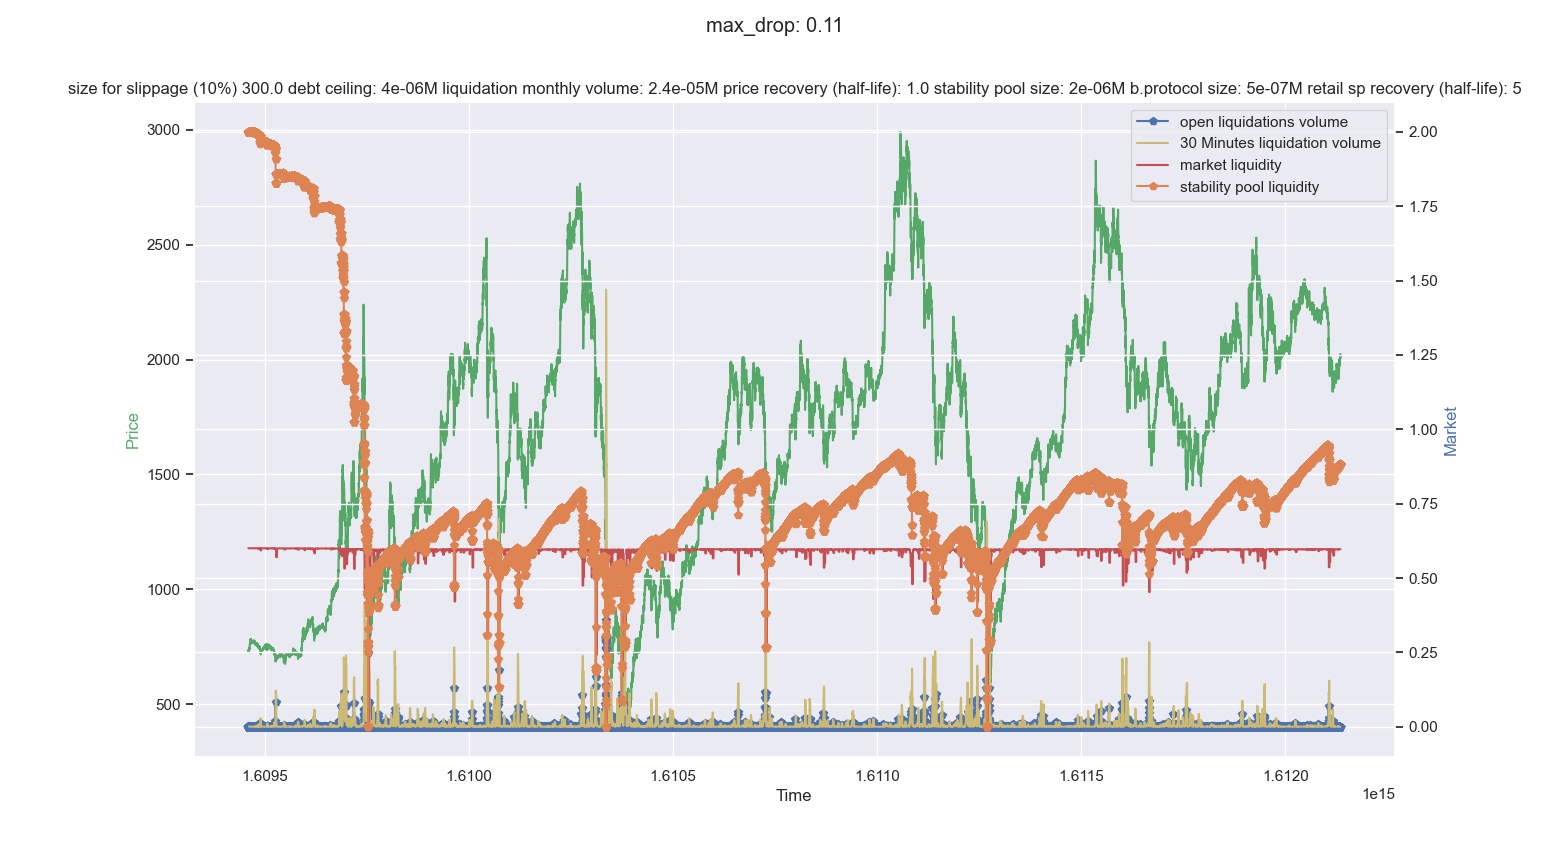 max_drop: 0.11
size for slippage (10%) 300.0 debt ceiling: 4e-06M liquidation monthly volume: 2.4e-05M price recovery (half-life): 1.0 stability pool size: 2e-06M b.protocol size: 5e-07M retail sp recovery (half-life): 5
open liquidations volume
30 Minutes liquidation volume
market liquidity
stability pool liquidity
3000
2500
2000
1500
1000
500
Price
2.00
1.75
1.50
1.25
1.00
0.75
0.50
0.25
0.00
Market
1.6095 1.6100 1.6105 1.6110 1.6115 1.6120
Time
1e15